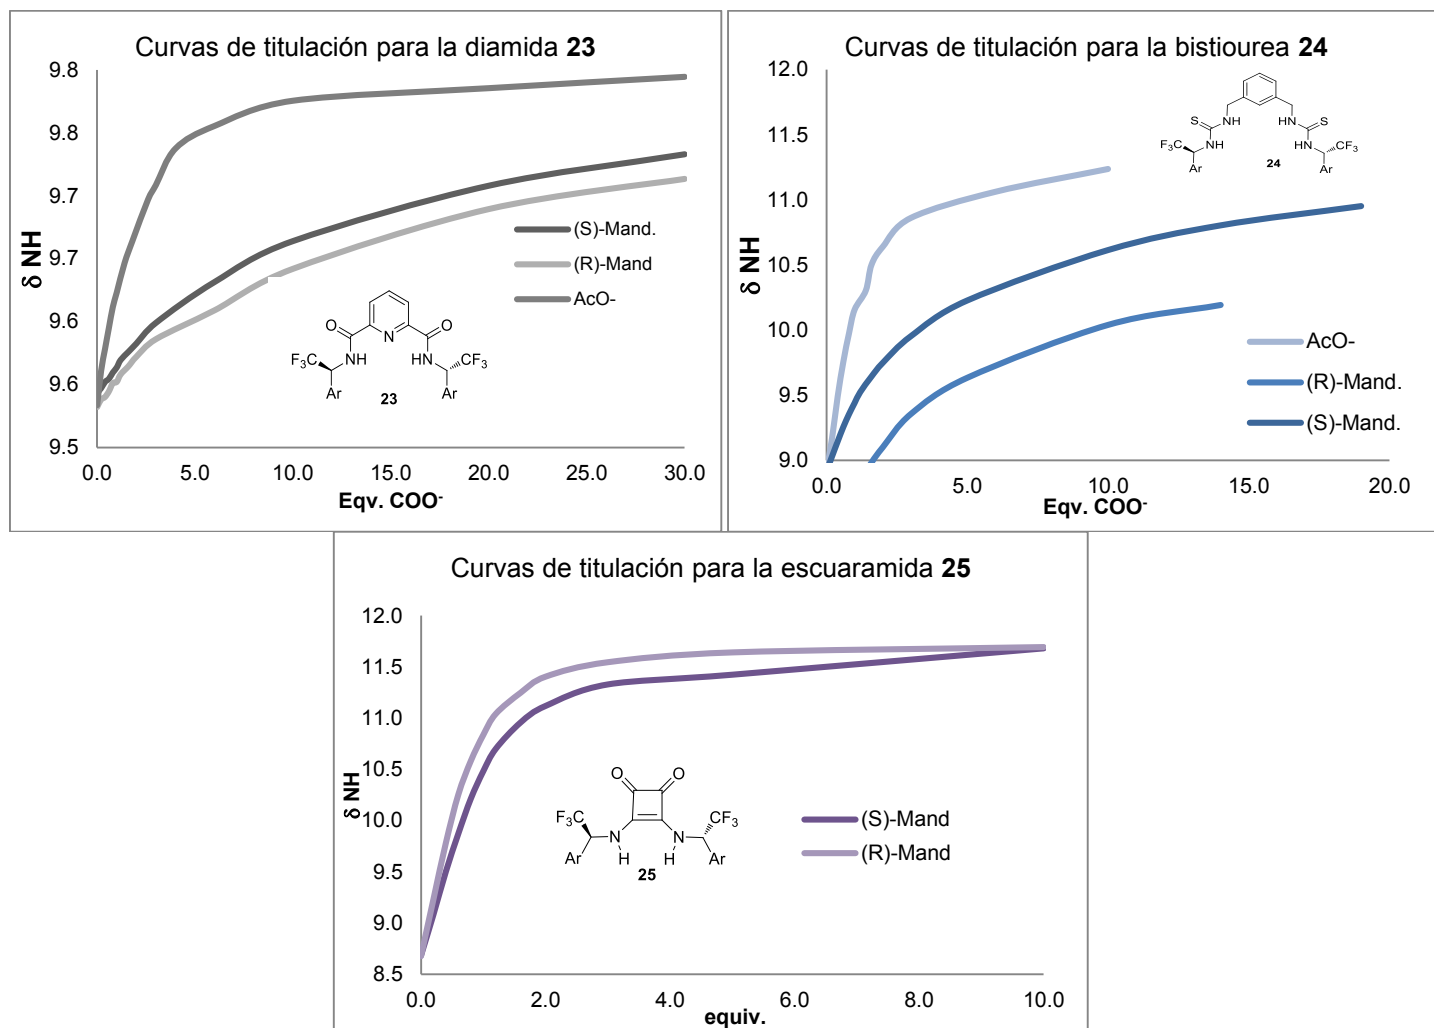 Curvas de titulación para la diamida 23
9.8
9.8
9.7
9.7
9.6
9.6
9.5
δ NH
0.0 5.0 10.0 15.0 20.0 25.0 30.0
Eqv. COO⁻
(S)-Mand.
(R)-Mand
AcO-
O N O
F₃C NH HN CF₃
Ar Ar
23
Curvas de titulación para la bistiourea 24
12.0
11.5
11.0
10.5
10.0
9.5
9.0
δ NH
0.0 5.0 10.0 15.0 20.0
Eqv. COO⁻
S NH HN S
F₃C NH HN CF₃
Ar Ar
24
AcO-
(R)-Mand.
(S)-Mand.
Curvas de titulación para la escuaramida 25
12.0
11.5
11.0
10.5
10.0
9.5
9.0
8.5
δ NH
0.0 2.0 4.0 6.0 8.0 10.0
equiv.
O O
F₃C CF₃
N N
Ar H H Ar
25
(S)-Mand
(R)-Mand